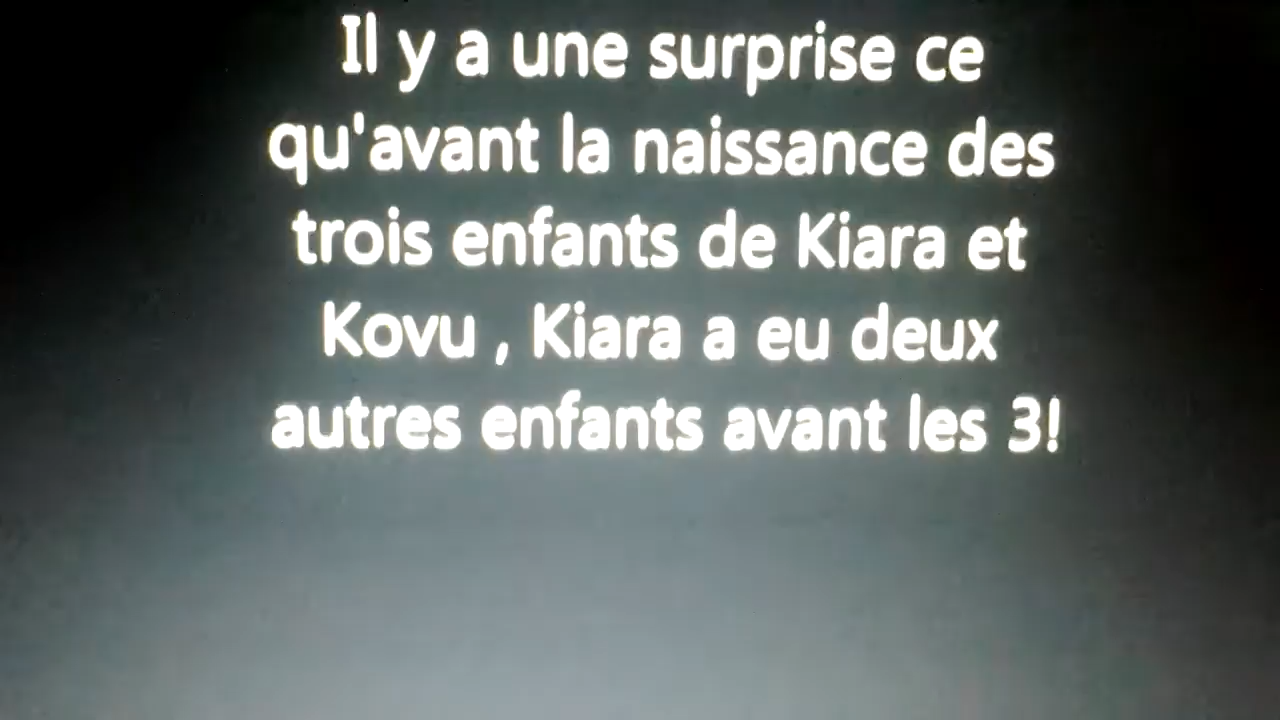 Il y a une surprise ce
qu'avant la naissance des
trois enfants de Kiara et
Kovu , Kiara a eu deux
autres enfants avant les 3!